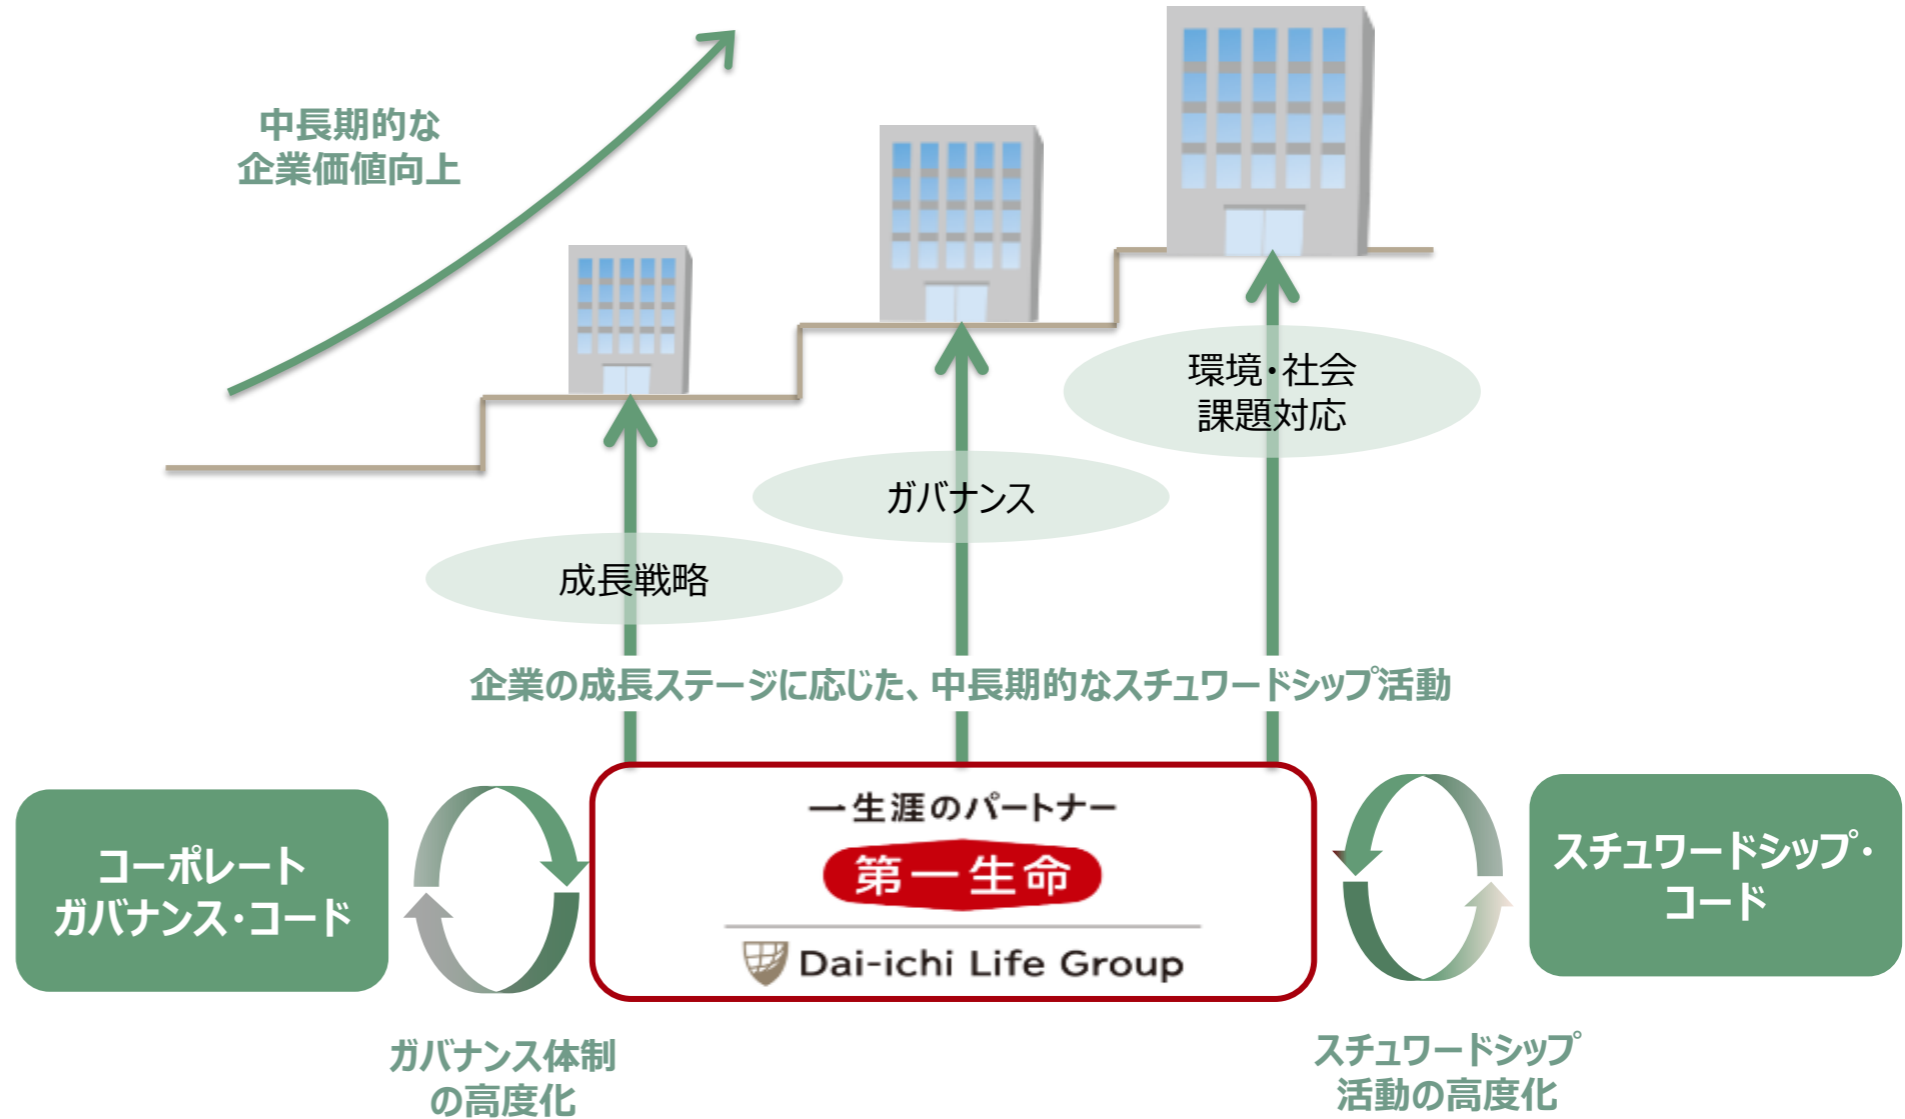 中長期的な
企業価値向上
環境・社会
課題対応
ガバナンス
成長戦略
企業の成長ステージに応じた、中長期的なスチュワードシップ活動
コーポレート
ガバナンス・コード
一生涯のパートナー
第一生命
Dai-ichi Life Group
スチュワードシップ・
コード
ガバナンス体制
の高度化
スチュワードシップ
活動の高度化